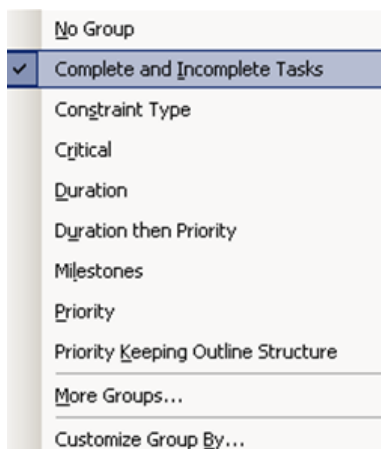 No Group
Complete and Incomplete Tasks
Constraint Type
Critical
Duration
Duration then Priority
Milestones
Priority
Priority Keeping Outline Structure
More Groups...
Customize Group By...